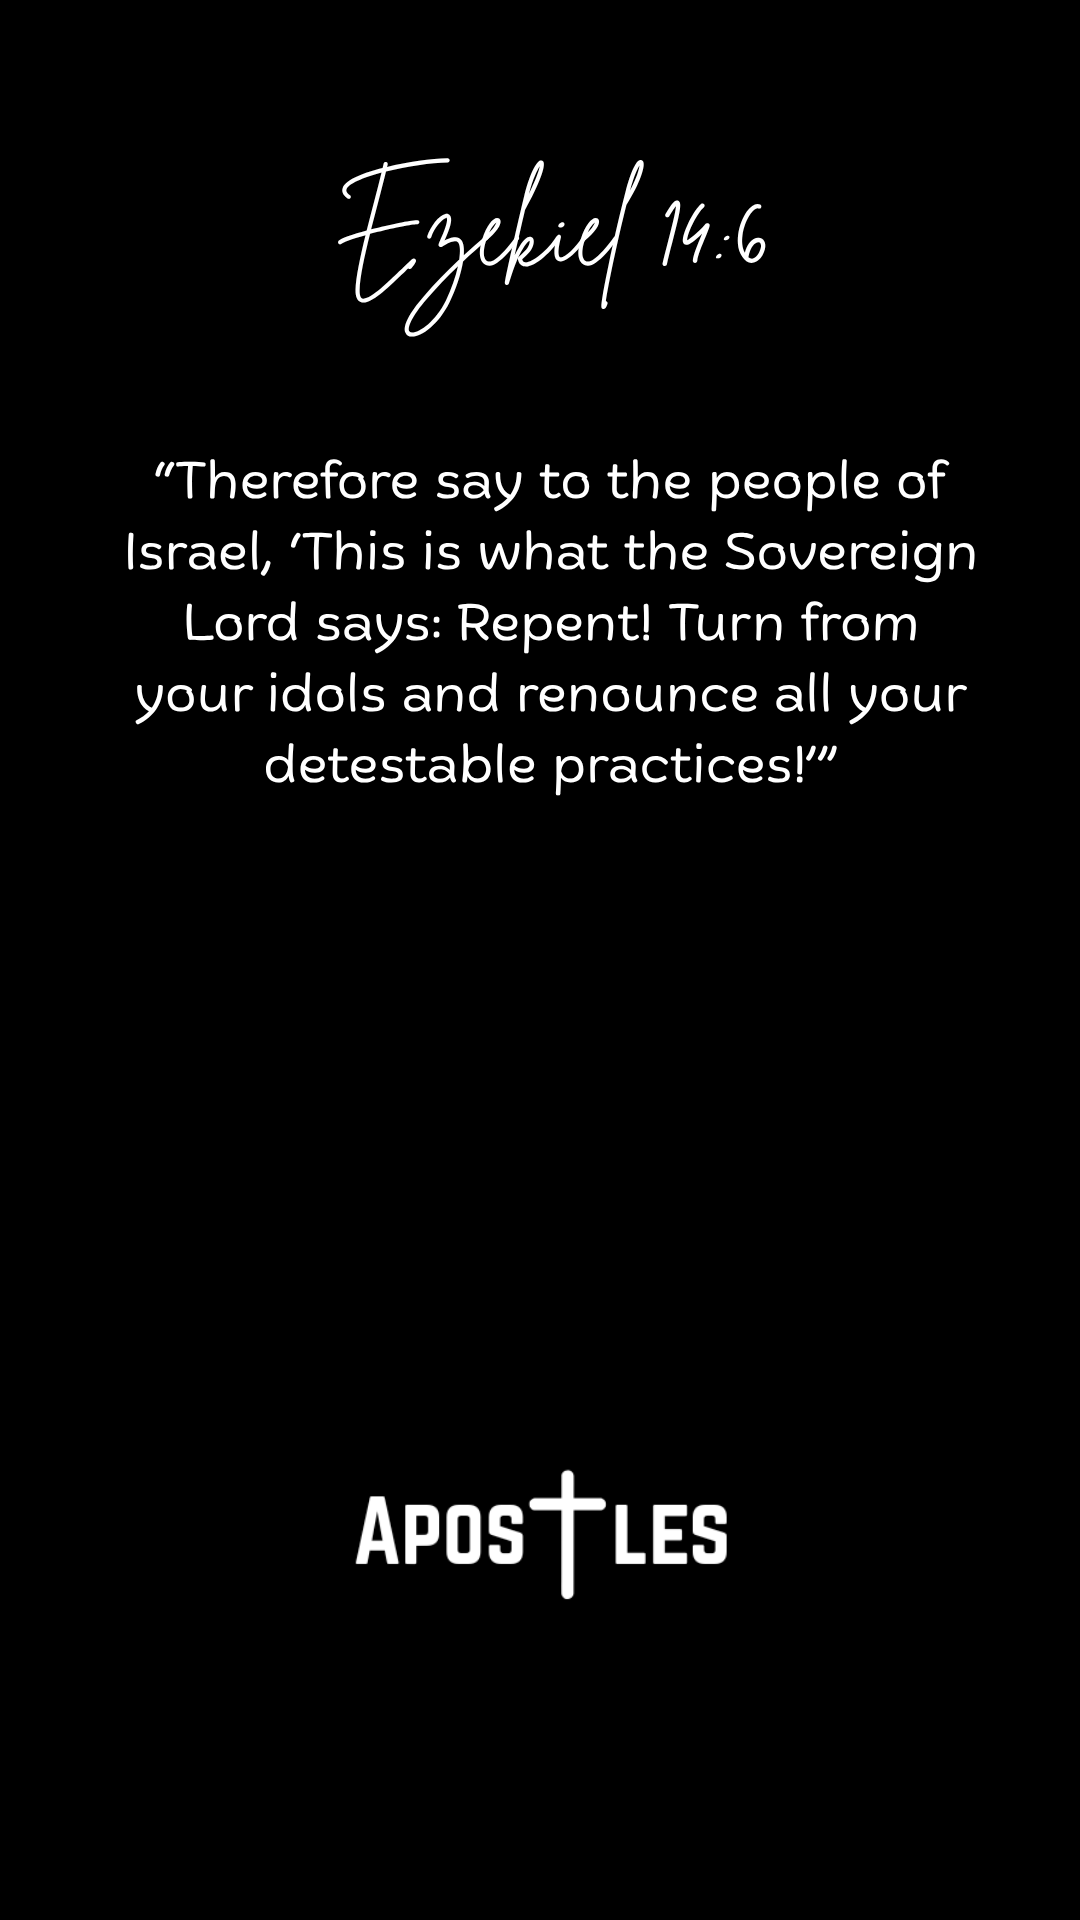 Ezekiel 14:6
“Therefore say to the people of
Israel, ‘This is what the Sovereign
Lord says: Repent! Turn from
your idols and renounce all your
detestable practices!’”
APOSTLES